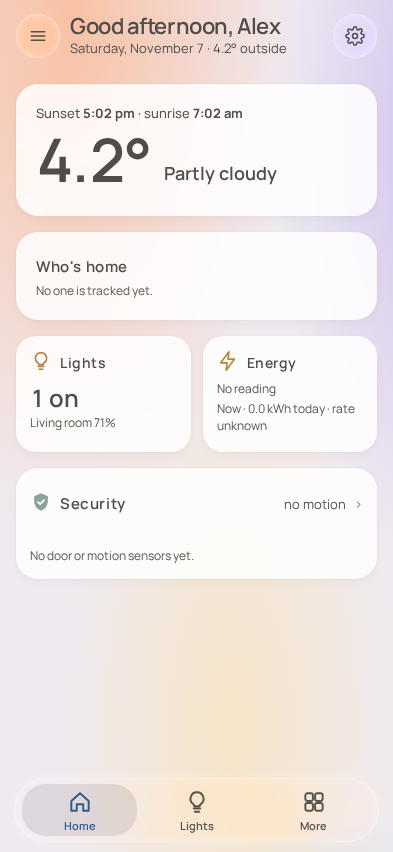 Good afternoon, Alex
Saturday, November 7 · 4.2° outside
Sunset 5:02 pm · sunrise 7:02 am
4.2° Partly cloudy
Who's home
No one is tracked yet.
Lights
1 on
Living room 71%
Energy
No reading
Now · 0.0 kWh today · rate
unknown
Security
no motion
No door or motion sensors yet.
Home
Lights
More